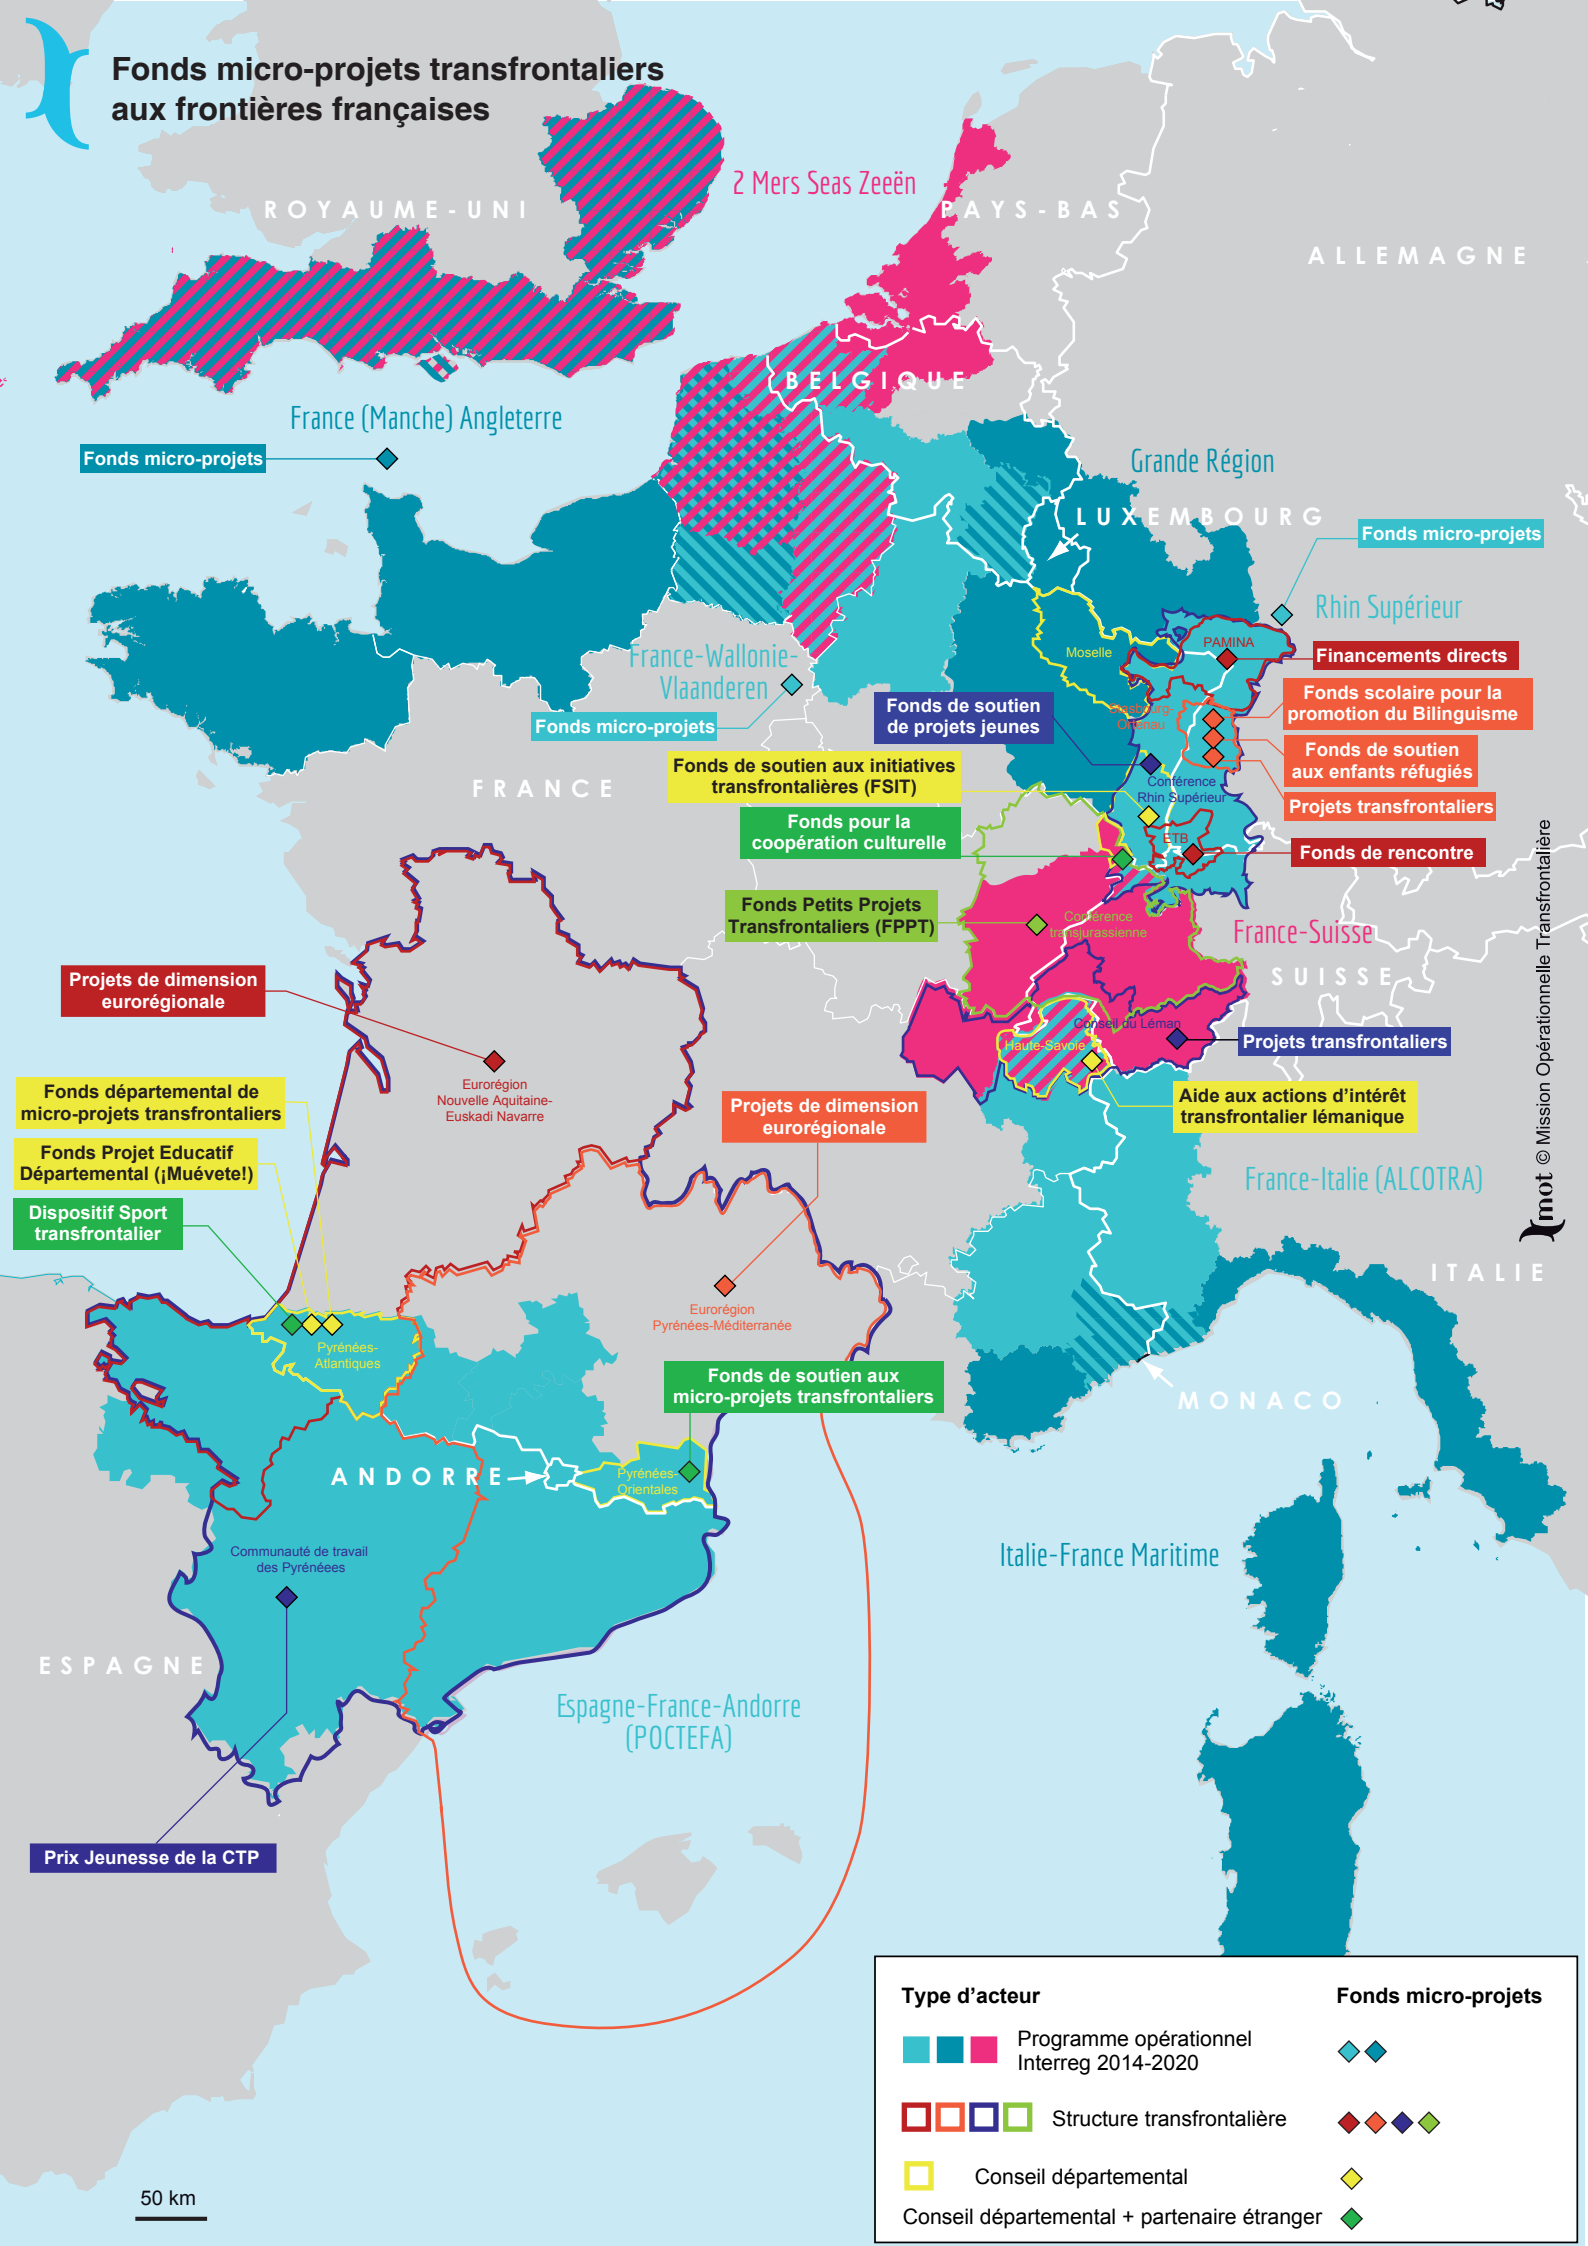 Fonds micro-projets transfrontaliers
aux frontières françaises
2 Mers Seas Zeeën
ROYAUME-UNI
PAYS-BAS
ALLEMAGNE
BELGIQUE
France (Manche) Angleterre
Fonds micro-projets
Grande Région
LUXEMBOURG
Fonds micro-projets
Rhin Supérieur
Moselle
PAMINA
Financements directs
France-Wallonie-
Vlaanderen
Fonds micro-projets
Fonds de soutien
de projets jeunes
Stasbourg-
Ortenau
Fonds scolaire pour la
promotion du Bilinguisme
Fonds de soutien
aux enfants réfugiés
Projets transfrontaliers
Fonds de soutien aux initiatives
transfrontalières (FSIT)
Conférence
Rhin Supérieur
FRANCE
Fonds pour la
coopération culturelle
ETB
Fonds de rencontre
Fonds Petits Projets
Transfrontaliers (FPPT)
Conférence
transjurassienne
France-Suisse
SUISSE
Projets de dimension
eurorégionale
Conseil du Léman
Haute-Savoie
Projets transfrontaliers
Eurorégion
Nouvelle Aquitaine-
Euskadi Navarre
Fonds départemental de
micro-projets transfrontaliers
Projets de dimension
eurorégionale
Aide aux actions d’intérêt
transfrontalier lémanique
Fonds Projet Educatif
Départemental (¡Muévete!)
France-Italie (ALCOTRA)
Dispositif Sport
transfrontalier
ITALIE
Eurorégion
Pyrénées-Méditerranée
Pyrénées-
Atlantiques
Fonds de soutien aux
micro-projets transfrontaliers
MONACO
ANDORRE
Pyrénées-
Orientales
Communauté de travail
des Pyrénéees
Italie-France Maritime
ESPAGNE
Espagne-France-Andorre
(POCTEFA)
Prix Jeunesse de la CTP
mot © Mission Opérationnelle Transfrontalière
Type d’acteur
Fonds micro-projets
Programme opérationnel
Interreg 2014-2020
Structure transfrontalière
Conseil départemental
Conseil départemental + partenaire étranger
50 km